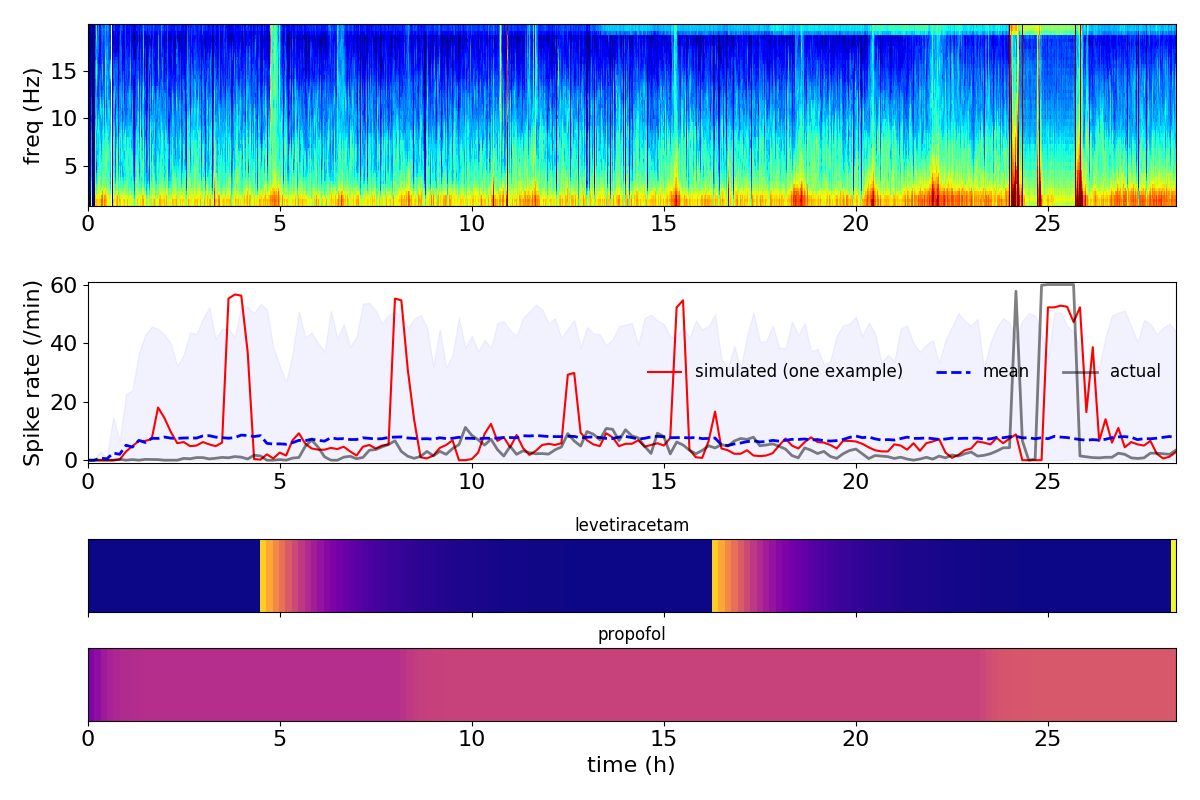 freq (Hz)
15
10
5
0 5 10 15 20 25
Spike rate (/min)
60
40
20
0
simulated (one example) mean actual
0 5 10 15 20 25
levetiracetam
propofol
0 5 10 15 20 25
time (h)